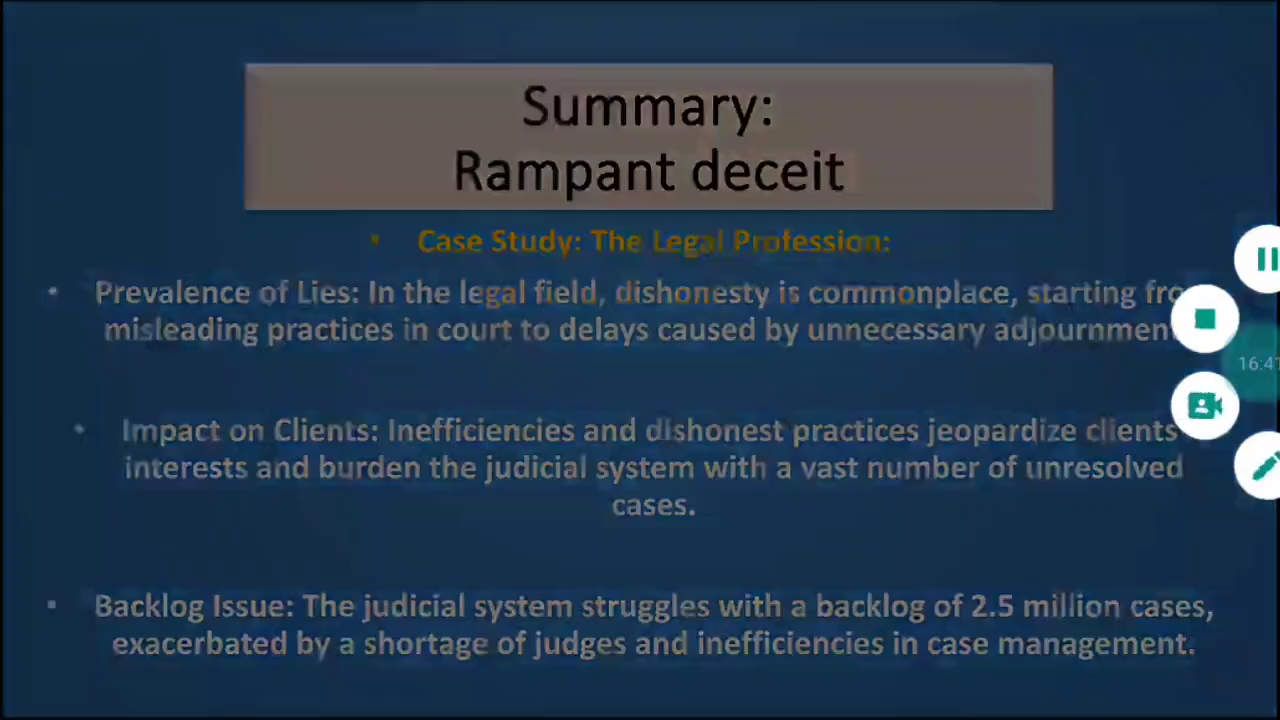 Summary:
Rampant deceit
• Case Study: The Legal Profession:
• Prevalence of Lies: In the legal field, dishonesty is commonplace, starting
misleading practices in court to delays caused by unnecessary
• Impact on Clients: Inefficiencies and dishonest practices jeopardize clients
interests and burden the judicial system with a vast number of unresolved
cases.
• Backlog Issue: The judicial system struggles with a backlog of 2.5 million cases,
exacerbated by a shortage of judges and inefficiencies in case management.
16:41